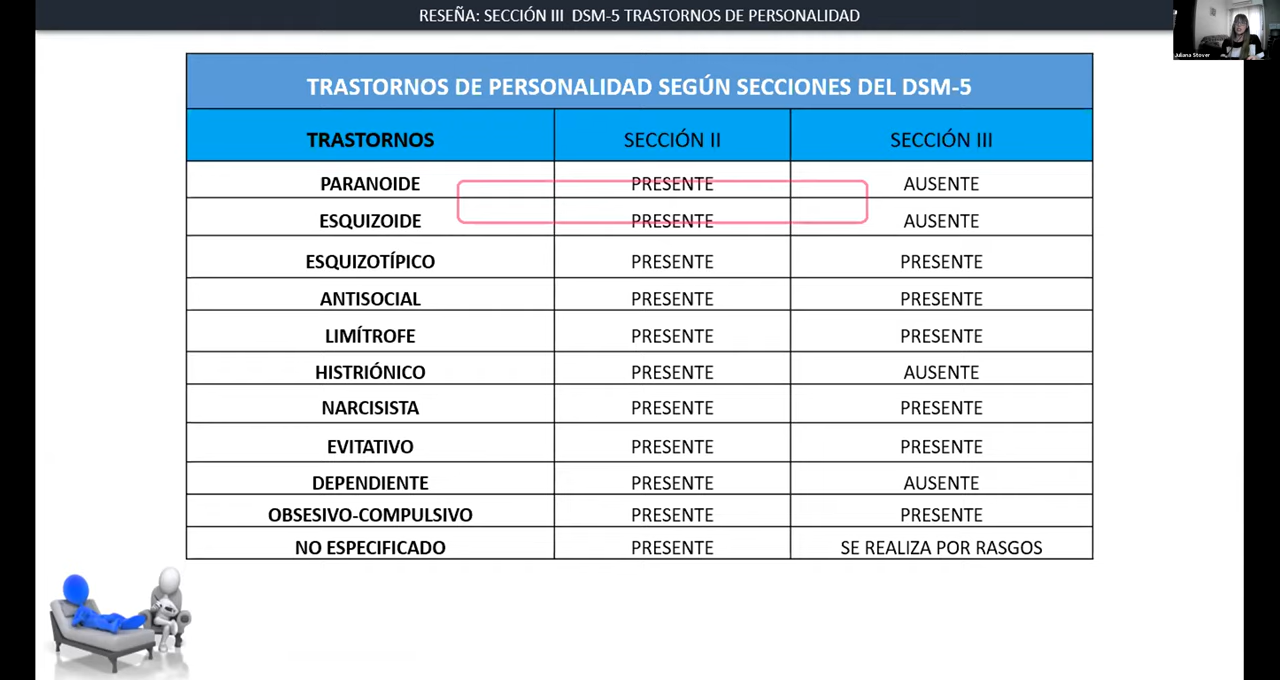 RESEÑA: SECCIÓN III DSM-5 TRASTORNOS DE PERSONALIDAD
Juliana Stover
TRASTORNOS DE PERSONALIDAD SEGÚN SECCIONES DEL DSM-5
TRASTORNOS SECCIÓN II SECCIÓN III
PARANOIDE PRESENTE AUSENTE
ESQUIZOIDE PRESENTE AUSENTE
ESQUIZOTÍPICO PRESENTE PRESENTE
ANTISOCIAL PRESENTE PRESENTE
LIMÍTROFE PRESENTE PRESENTE
HISTRIÓNICO PRESENTE AUSENTE
NARCISISTA PRESENTE PRESENTE
EVITATIVO PRESENTE PRESENTE
DEPENDIENTE PRESENTE AUSENTE
OBSESIVO-COMPULSIVO PRESENTE PRESENTE
NO ESPECIFICADO PRESENTE SE REALIZA POR RASGOS